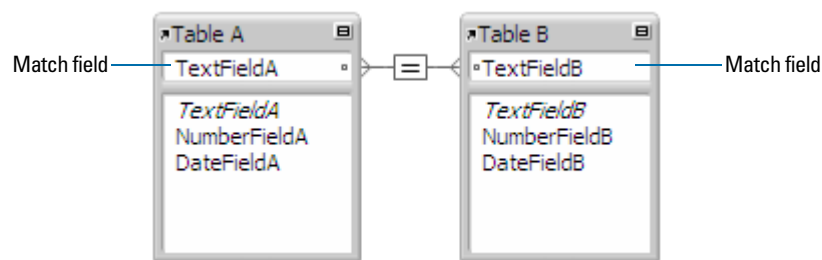 Table A
Table B
Match field
TextFieldA
=
TextFieldB
Match field
TextFieldA
NumberFieldA
DateFieldA
TextFieldB
NumberFieldB
DateFieldB